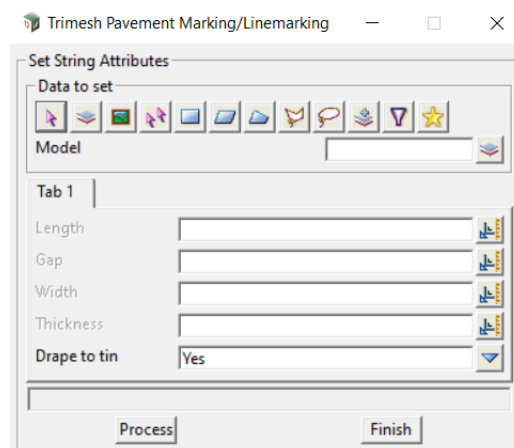 Trimesh Pavement Marking/Linemarking
Set String Attributes
Data to set
Model
Tab 1
Length
Gap
Width
Thickness
Drape to tin Yes
Process Finish